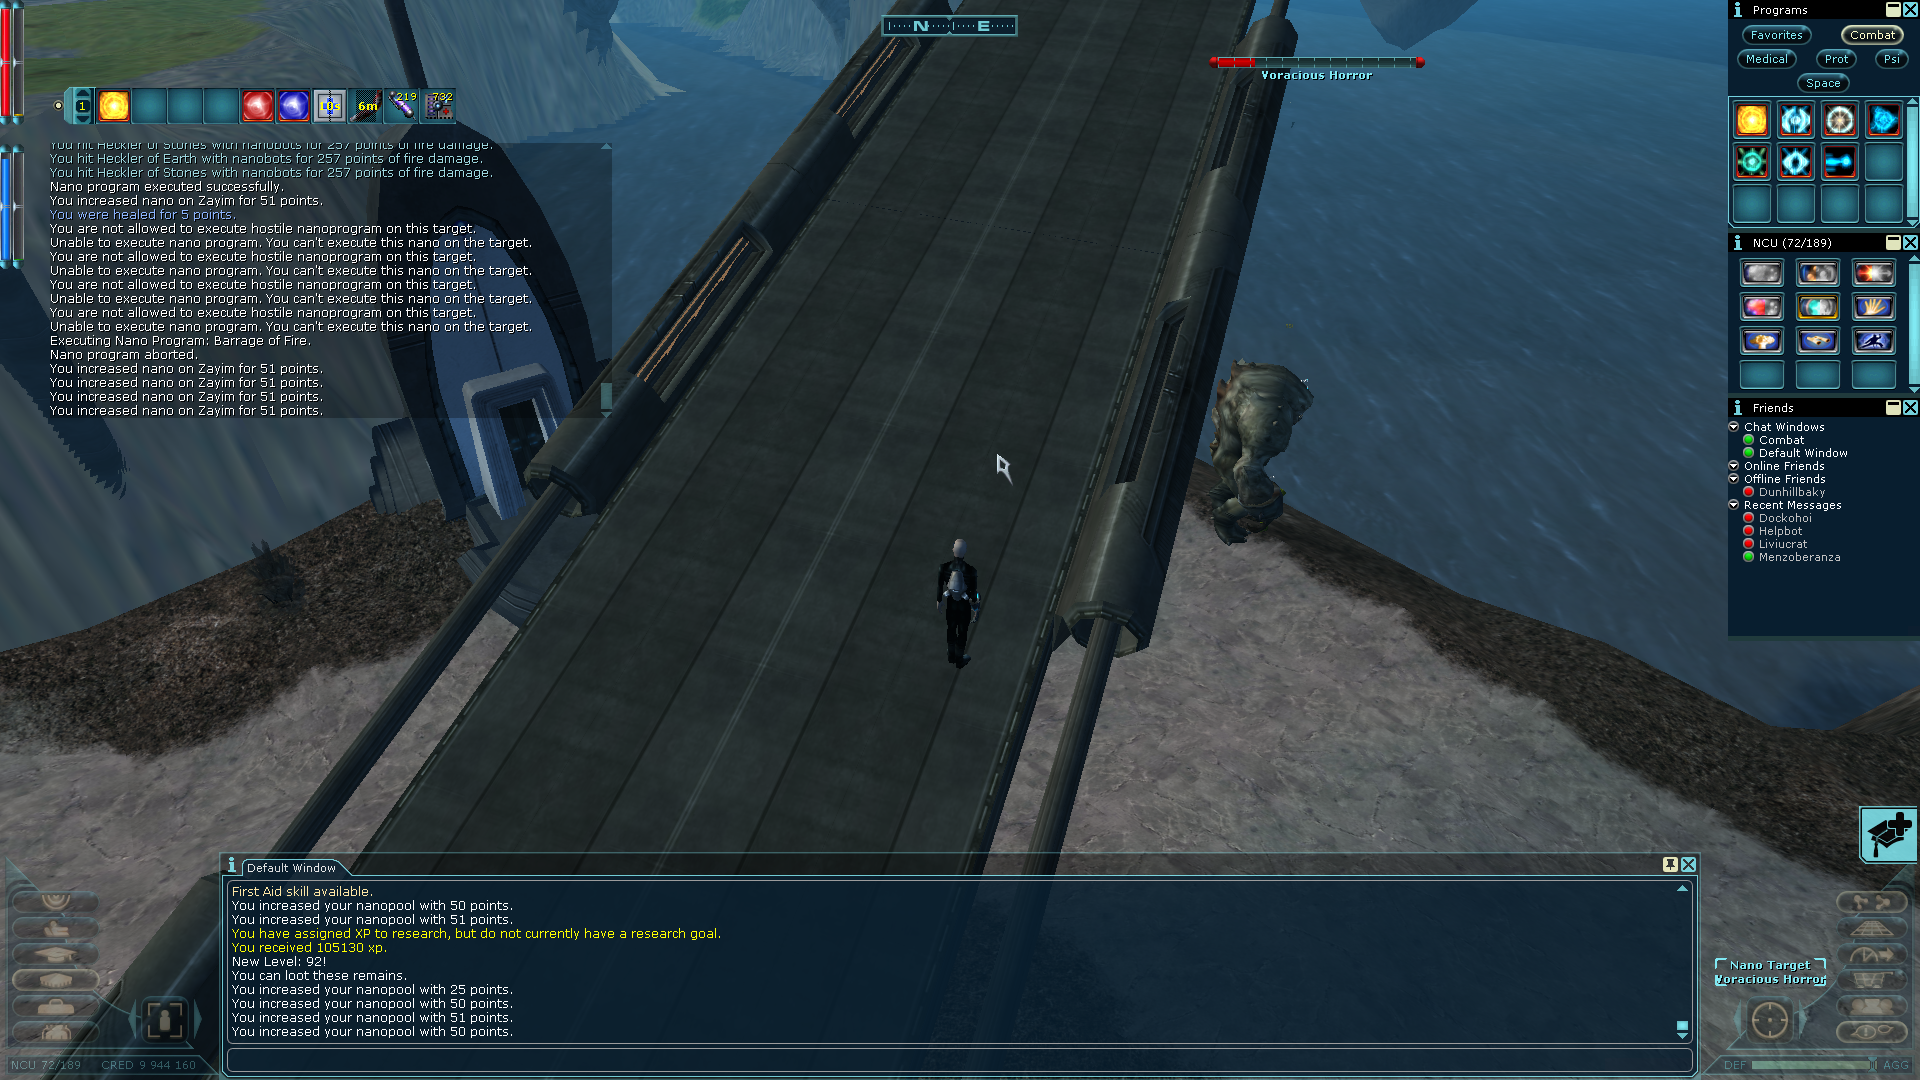 N E
Voracious Horror
1
10s
6m
219
732
You hit Heckler of Stones with nanobots for 257 points of fire damage.
You hit Heckler of Earth with nanobots for 257 points of fire damage.
You hit Heckler of Stones with nanobots for 257 points of fire damage.
Nano program executed successfully.
You increased nano on Zayim for 51 points.
You were healed for 5 points.
You are not allowed to execute hostile nanoprogram on this target.
Unable to execute nano program. You can't execute this nano on the target.
You are not allowed to execute hostile nanoprogram on this target.
Unable to execute nano program. You can't execute this nano on the target.
You are not allowed to execute hostile nanoprogram on this target.
Unable to execute nano program. You can't execute this nano on the target.
You are not allowed to execute hostile nanoprogram on this target.
Unable to execute nano program. You can't execute this nano on the target.
Executing Nano Program: Barrage of Fire.
Nano program aborted.
You increased nano on Zayim for 51 points.
You increased nano on Zayim for 51 points.
You increased nano on Zayim for 51 points.
You increased nano on Zayim for 51 points.
Programs
Favorites Combat
Medical Prot Psi
Space
NCU (72/189)
Friends
Chat Windows
Combat
Default Window
Online Friends
Offline Friends
Dunhillbaky
Recent Messages
Dockohoi
Helpbot
Liviucrat
Menzoberanza
Default Window
First Aid skill available.
You increased your nanopool with 50 points.
You increased your nanopool with 51 points.
You have assigned XP to research, but do not currently have a research goal.
You received 105130 xp.
New Level: 92!
You can loot these remains.
You increased your nanopool with 25 points.
You increased your nanopool with 50 points.
You increased your nanopool with 51 points.
You increased your nanopool with 50 points.
Nano Target
Voracious Horror
NCU 72/189 CRED 9 944 160
DEF AGG